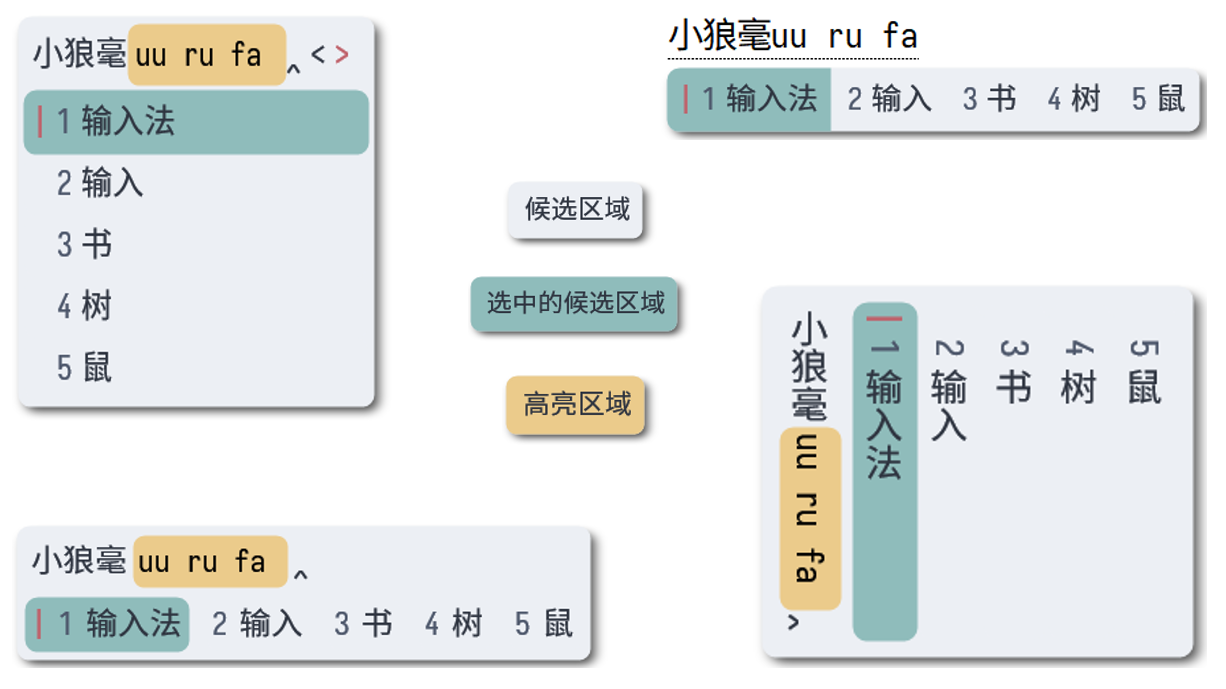 小狼毫uu ru fa ‸ < >
1 输入法
2 输入
3 书
4 树
5 鼠
小狼毫uu ru fa
1 输入法 2 输入 3 书 4 树 5 鼠
候选区域
选中的候选区域
高亮区域
小狼毫 uu ru fa ‸
1 输入法 2 输入 3 书 4 树 5 鼠
小狼毫uu ru fa ‸
1 输入法
2 输入
3 书
4 树
5 鼠